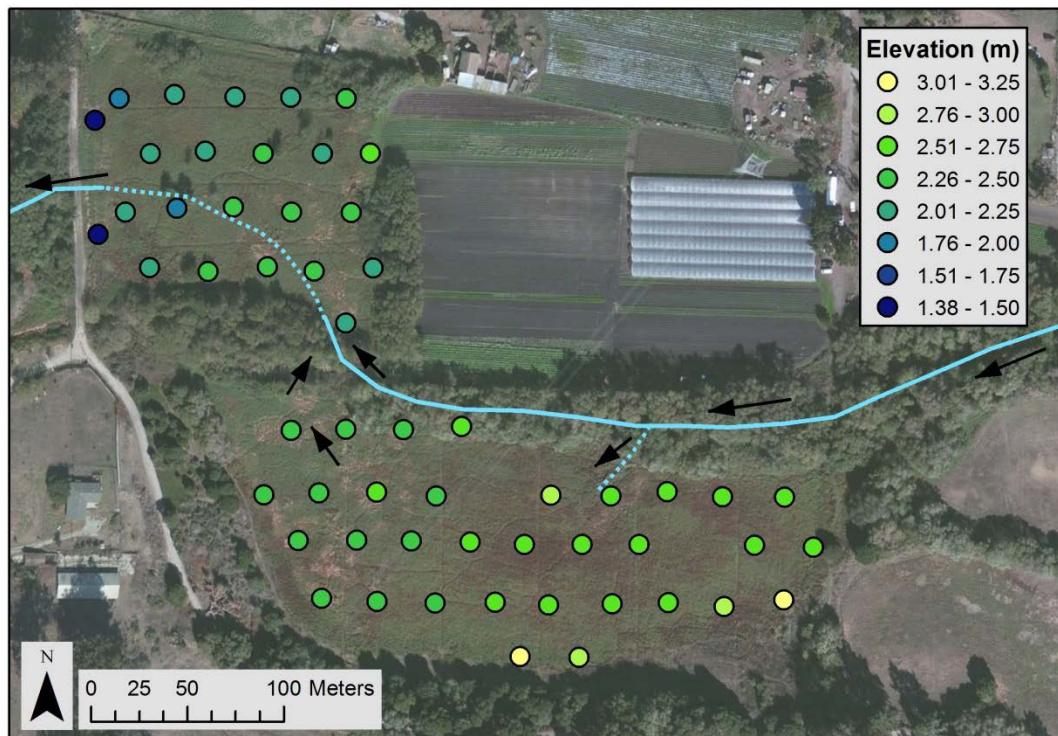 Elevation (m)
3.01 - 3.25
2.76 - 3.00
2.51 - 2.75
2.26 - 2.50
2.01 - 2.25
1.76 - 2.00
1.51 - 1.75
1.38 - 1.50
N
0 25 50 100 Meters